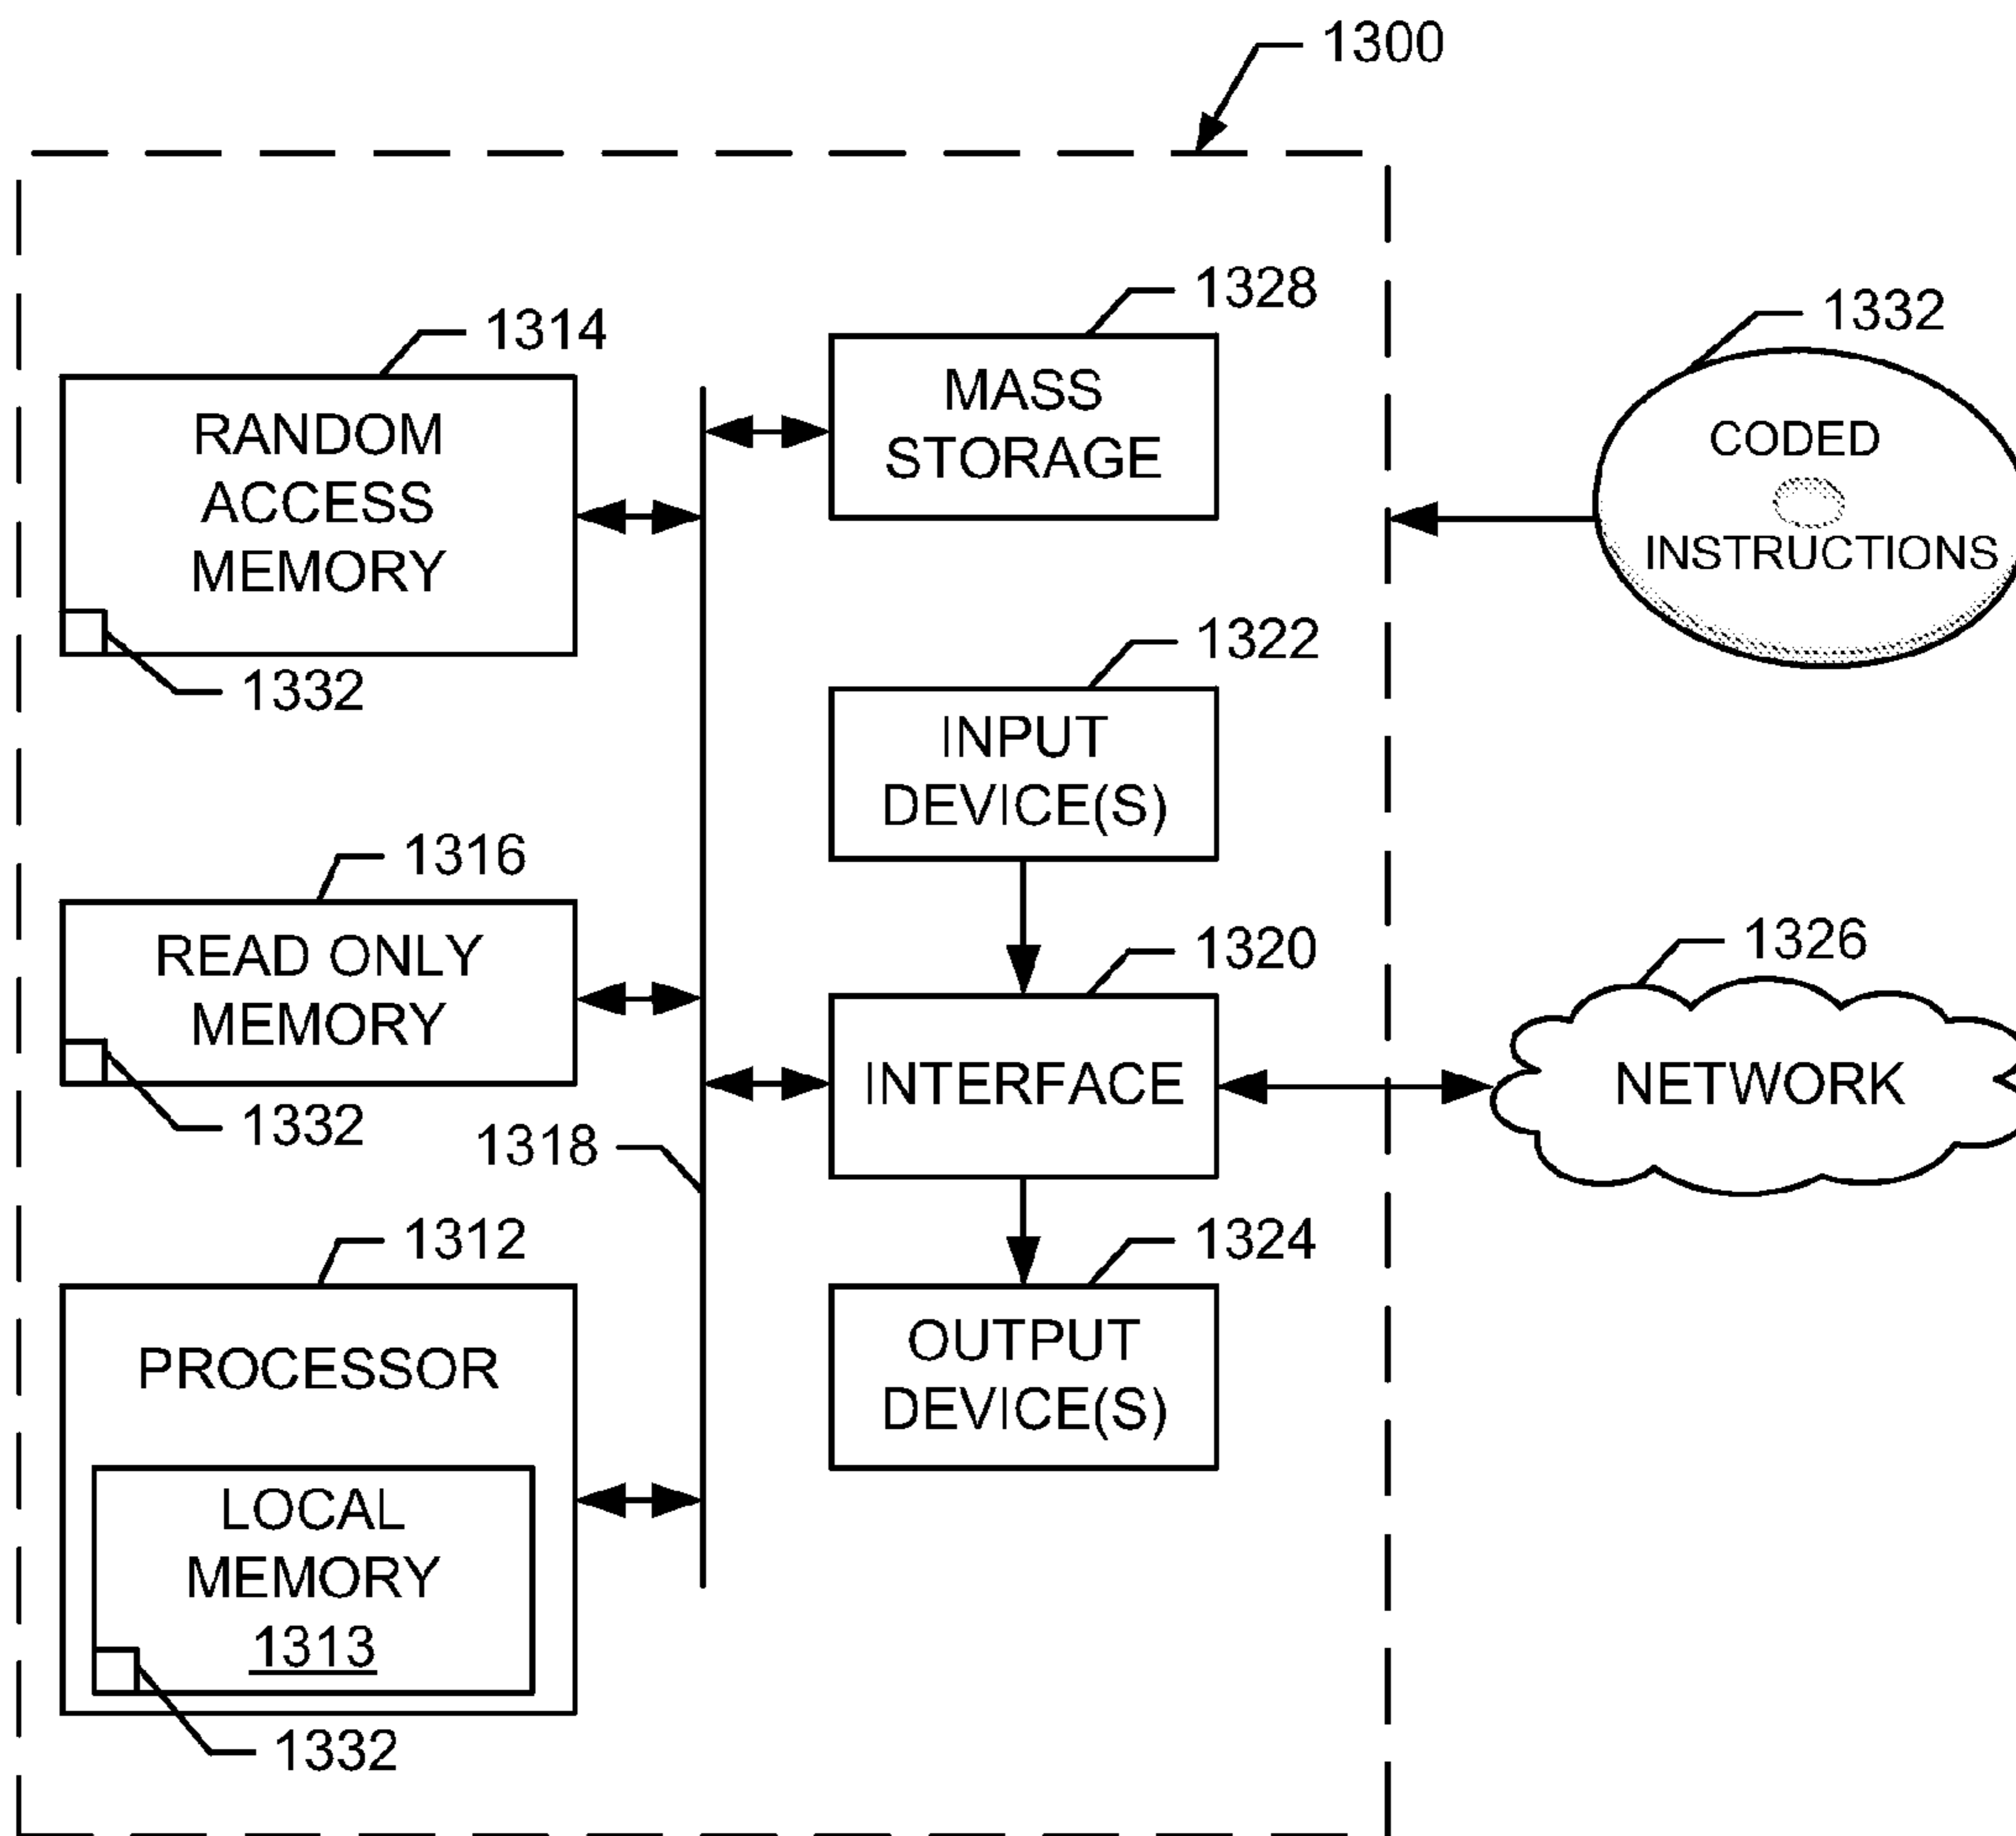 1300
1328
1314
1332
MASS
STORAGE
RANDOM
ACCESS
MEMORY
CODED
INSTRUCTIONS
1332
1322
INPUT
DEVICE(S)
1316
READ ONLY
MEMORY
1332
1320
INTERFACE
1326
NETWORK
1318
1312
1324
PROCESSOR
OUTPUT
DEVICE(S)
LOCAL
MEMORY
1313
1332